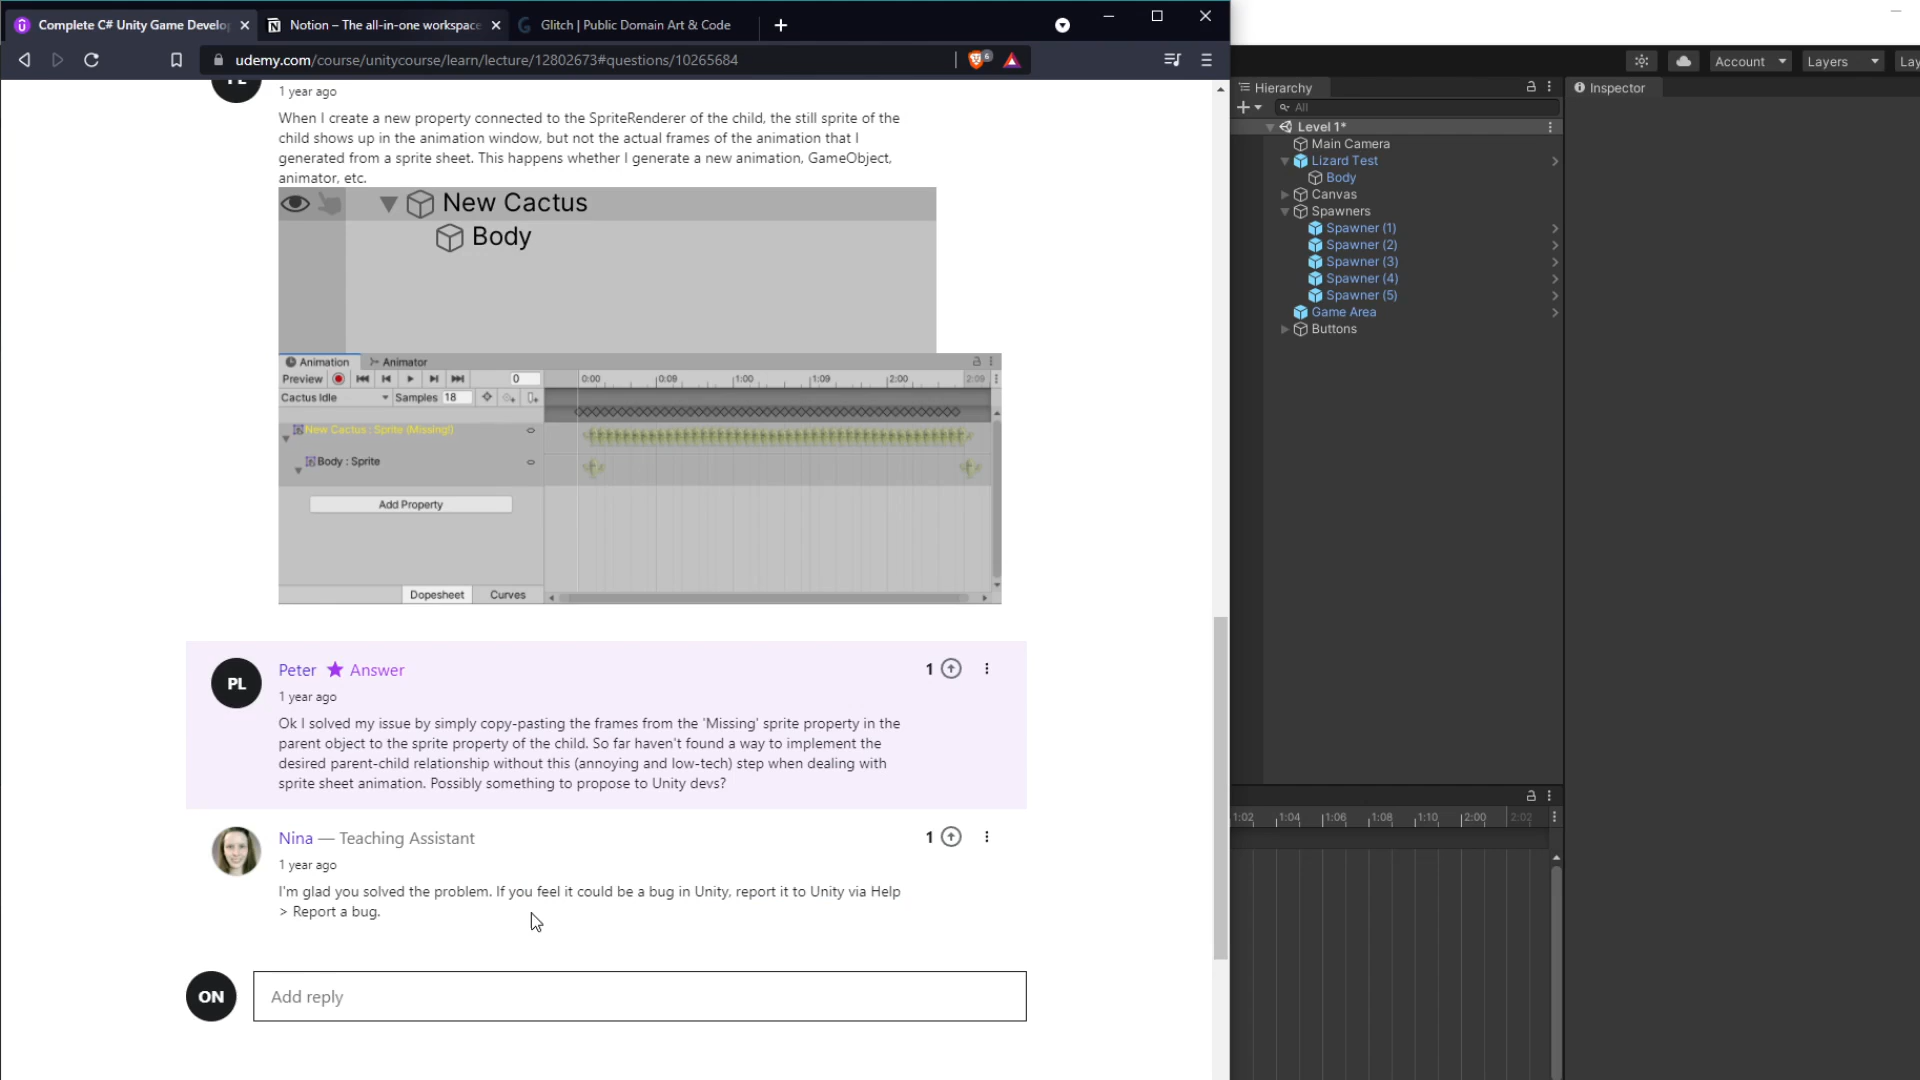 Complete C# Unity Game Develo
Notion – The all-in-one workspace
Glitch | Public Domain Art & Code
udemy.com/course/unitycourse/learn/lecture/12802673#questions/10265684
6
1 year ago
When I create a new property connected to the SpriteRenderer of the child, the still sprite of the
child shows up in the animation window, but not the actual frames of the animation that I
generated from a sprite sheet. This happens whether I generate a new animation, GameObject,
animator, etc.
New Cactus
Body
Animation
Animator
Preview
0
0:00
0:09
1:00
1:09
2:00
2:09
Cactus Idle
Samples 18
New Cactus : Sprite (Missing!)
Body : Sprite
Add Property
Dopesheet
Curves
PL
Peter ★ Answer
1
1 year ago
Ok I solved my issue by simply copy-pasting the frames from the 'Missing' sprite property in the
parent object to the sprite property of the child. So far haven't found a way to implement the
desired parent-child relationship without this (annoying and low-tech) step when dealing with
sprite sheet animation. Possibly something to propose to Unity devs?
Nina — Teaching Assistant
1
1 year ago
I'm glad you solved the problem. If you feel it could be a bug in Unity, report it to Unity via Help
> Report a bug.
ON
Add reply
Account
Layers
Lay
Hierarchy
Inspector
All
Level 1*
Main Camera
Lizard Test
Body
Canvas
Spawners
Spawner (1)
Spawner (2)
Spawner (3)
Spawner (4)
Spawner (5)
Game Area
Buttons
1:02
1:04
1:06
1:08
1:10
2:00
2:02